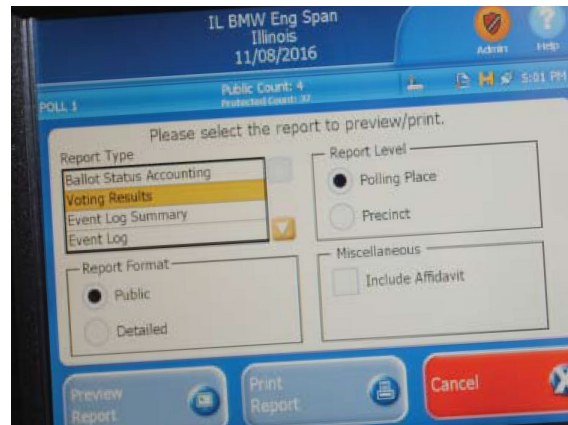 IL BMW Eng Span
Illinois
11/08/2016
Admin
Help
POLL 1
Public Count: 4
Protected Count: 37
5:01 PM
Please select the report to preview/print.
Report Type
Ballot Status Accounting
Voting Results
Event Log Summary
Event Log
Report Level
Polling Place
Precinct
Report Format
Public
Detailed
Miscellaneous
Include Affidavit
Preview
Report
Print
Report
Cancel